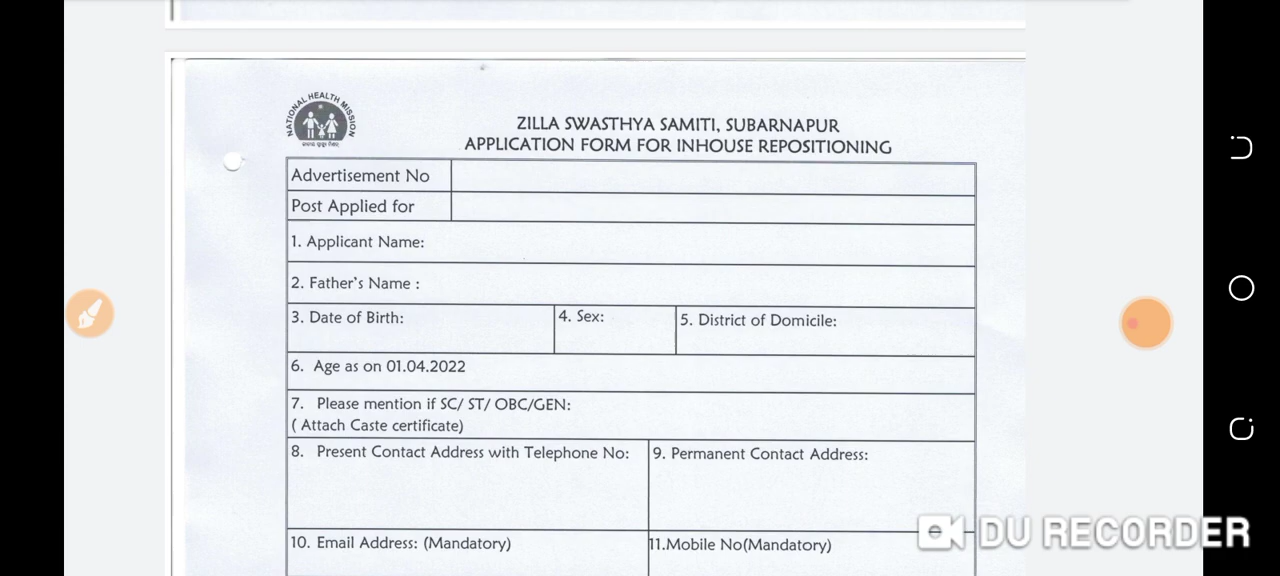 NATIONAL HEALTH MISSION
ZILLA SWASTHYA SAMITI, SUBARNAPUR
APPLICATION FORM FOR INHOUSE REPOSITIONING
Advertisement No
Post Applied for
1. Applicant Name:
2. Father's Name :
3. Date of Birth:
4. Sex:
5. District of Domicile:
6. Age as on 01.04.2022
7. Please mention if SC/ ST/ OBC/GEN:
( Attach Caste certificate)
8. Present Contact Address with Telephone No:
9. Permanent Contact Address:
10. Email Address: (Mandatory)
11.Mobile No(Mandatory)
DU RECORDER